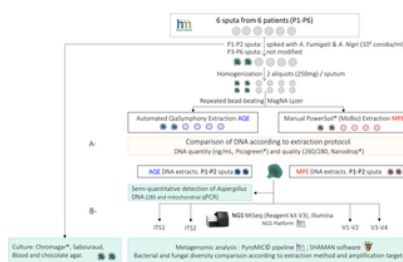 hm
6 sputa from 6 patients (P1-P6)
P1-P2 sputa: spiked with A. Fumigati & A. Nigri (10⁵ conidia/ml)
P3-P6 sputa: not modified
Homogenization 2 aliquots (250mg) / sputum
Repeated bead-beating MagNA Lyzer
Automated QiaSymphony Extraction AQE
Manual PowerSoil® (MoBio) Extraction MPE
A- Comparison of DNA according to extraction protocol
DNA quantity (ng/mL, Picogreen®) and quality (260/280, Nanodrop®)
AQE DNA extracts. P1-P2 sputa
MPE DNA extracts. P1-P2 sputa
Semi-quantitative detection of Aspergillus
DNA (28S and mitochondrial qPCR)
B-
NGS MiSeq (Reagent kit V3), Illumina
NGS Platform hm
ITS1 ITS2 V1-V2 V3-V4
Culture: Chromagar®, Sabouraud,
Blood and chocolate agar.
Metagenomic analysis : PyroMICID pipeline hm ; SHAMAN software
Bacterial and fungal diversity comparison according to extraction method and amplification target